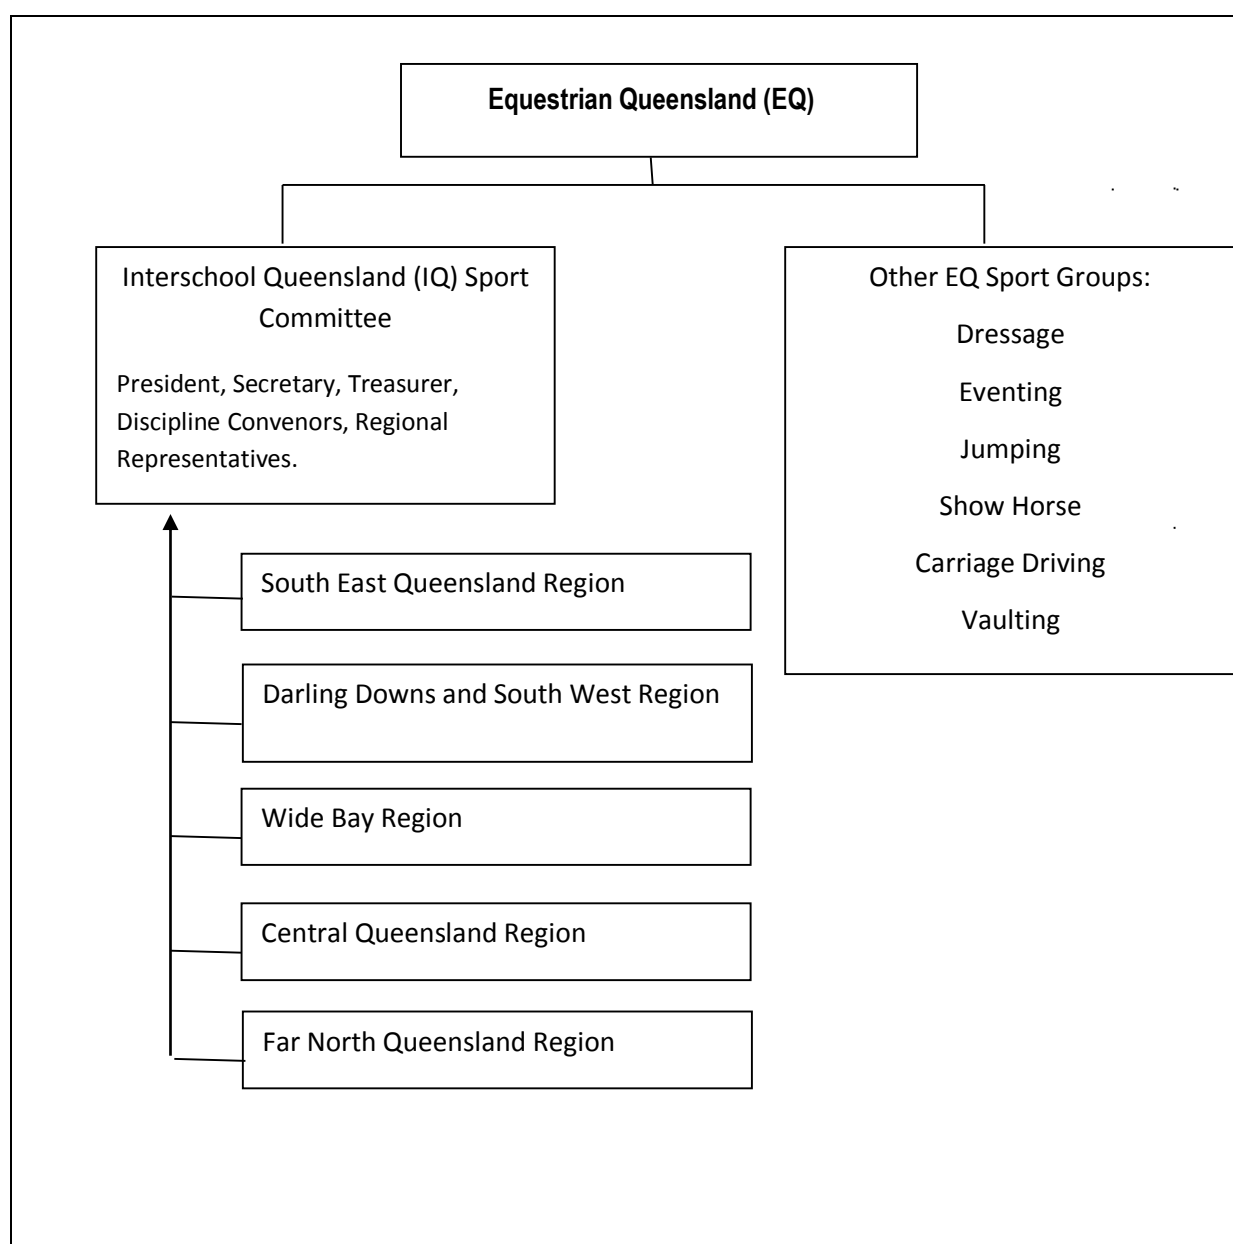 Equestrian Queensland (EQ)
Interschool Queensland (IQ) Sport
Committee
President, Secretary, Treasurer,
Discipline Convenors, Regional
Representatives.
Other EQ Sport Groups:
Dressage
Eventing
Jumping
Show Horse
Carriage Driving
Vaulting
South East Queensland Region
Darling Downs and South West Region
Wide Bay Region
Central Queensland Region
Far North Queensland Region